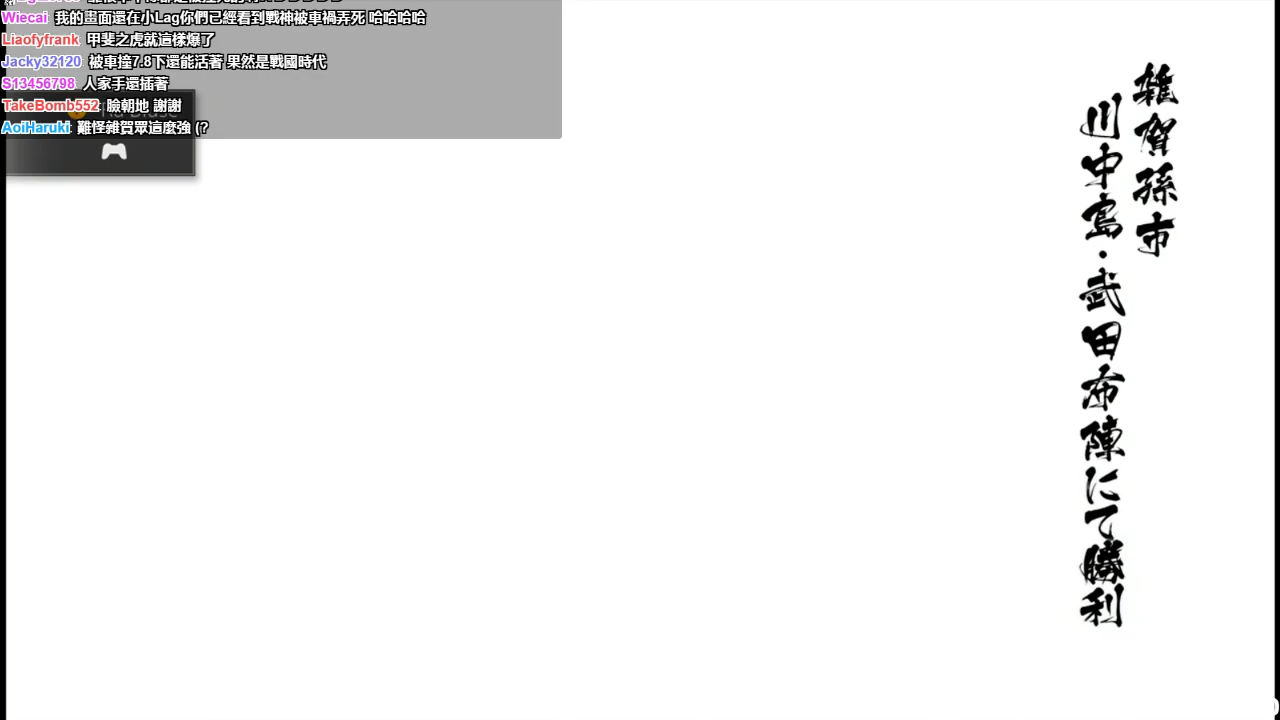 Wiecai 我的畫面還在小Lag你們已經看到戰神被車禍弄死 哈哈哈哈
Liaofyfrank 甲斐之虎就這樣爆了
Jacky32120 被車撞7.8下還能活著 果然是戰國時代
S13456798 人家手還插著
TakeBomb552 臉朝地 謝謝
AoiHaruki 難怪雜賀眾這麼強 (?
雑賀孫市
川中島・武田布陣にて勝利